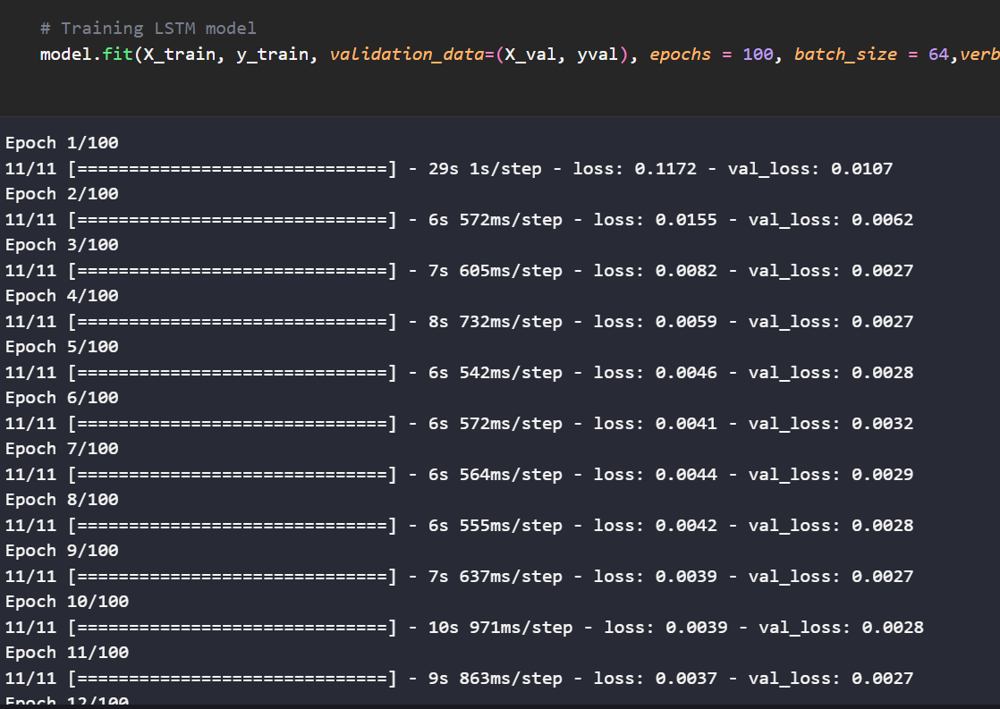 # Training LSTM model
model.fit(X_train, y_train, validation_data=(X_val, yval), epochs = 100, batch_size = 64,verb
Epoch 1/100
11/11 [==============================] - 29s 1s/step - loss: 0.1172 - val_loss: 0.0107
Epoch 2/100
11/11 [==============================] - 6s 572ms/step - loss: 0.0155 - val_loss: 0.0062
Epoch 3/100
11/11 [==============================] - 7s 605ms/step - loss: 0.0082 - val_loss: 0.0027
Epoch 4/100
11/11 [==============================] - 8s 732ms/step - loss: 0.0059 - val_loss: 0.0027
Epoch 5/100
11/11 [==============================] - 6s 542ms/step - loss: 0.0046 - val_loss: 0.0028
Epoch 6/100
11/11 [==============================] - 6s 572ms/step - loss: 0.0041 - val_loss: 0.0032
Epoch 7/100
11/11 [==============================] - 6s 564ms/step - loss: 0.0044 - val_loss: 0.0029
Epoch 8/100
11/11 [==============================] - 6s 555ms/step - loss: 0.0042 - val_loss: 0.0028
Epoch 9/100
11/11 [==============================] - 7s 637ms/step - loss: 0.0039 - val_loss: 0.0027
Epoch 10/100
11/11 [==============================] - 10s 971ms/step - loss: 0.0039 - val_loss: 0.0028
Epoch 11/100
11/11 [==============================] - 9s 863ms/step - loss: 0.0037 - val_loss: 0.0027
Epoch 12/100